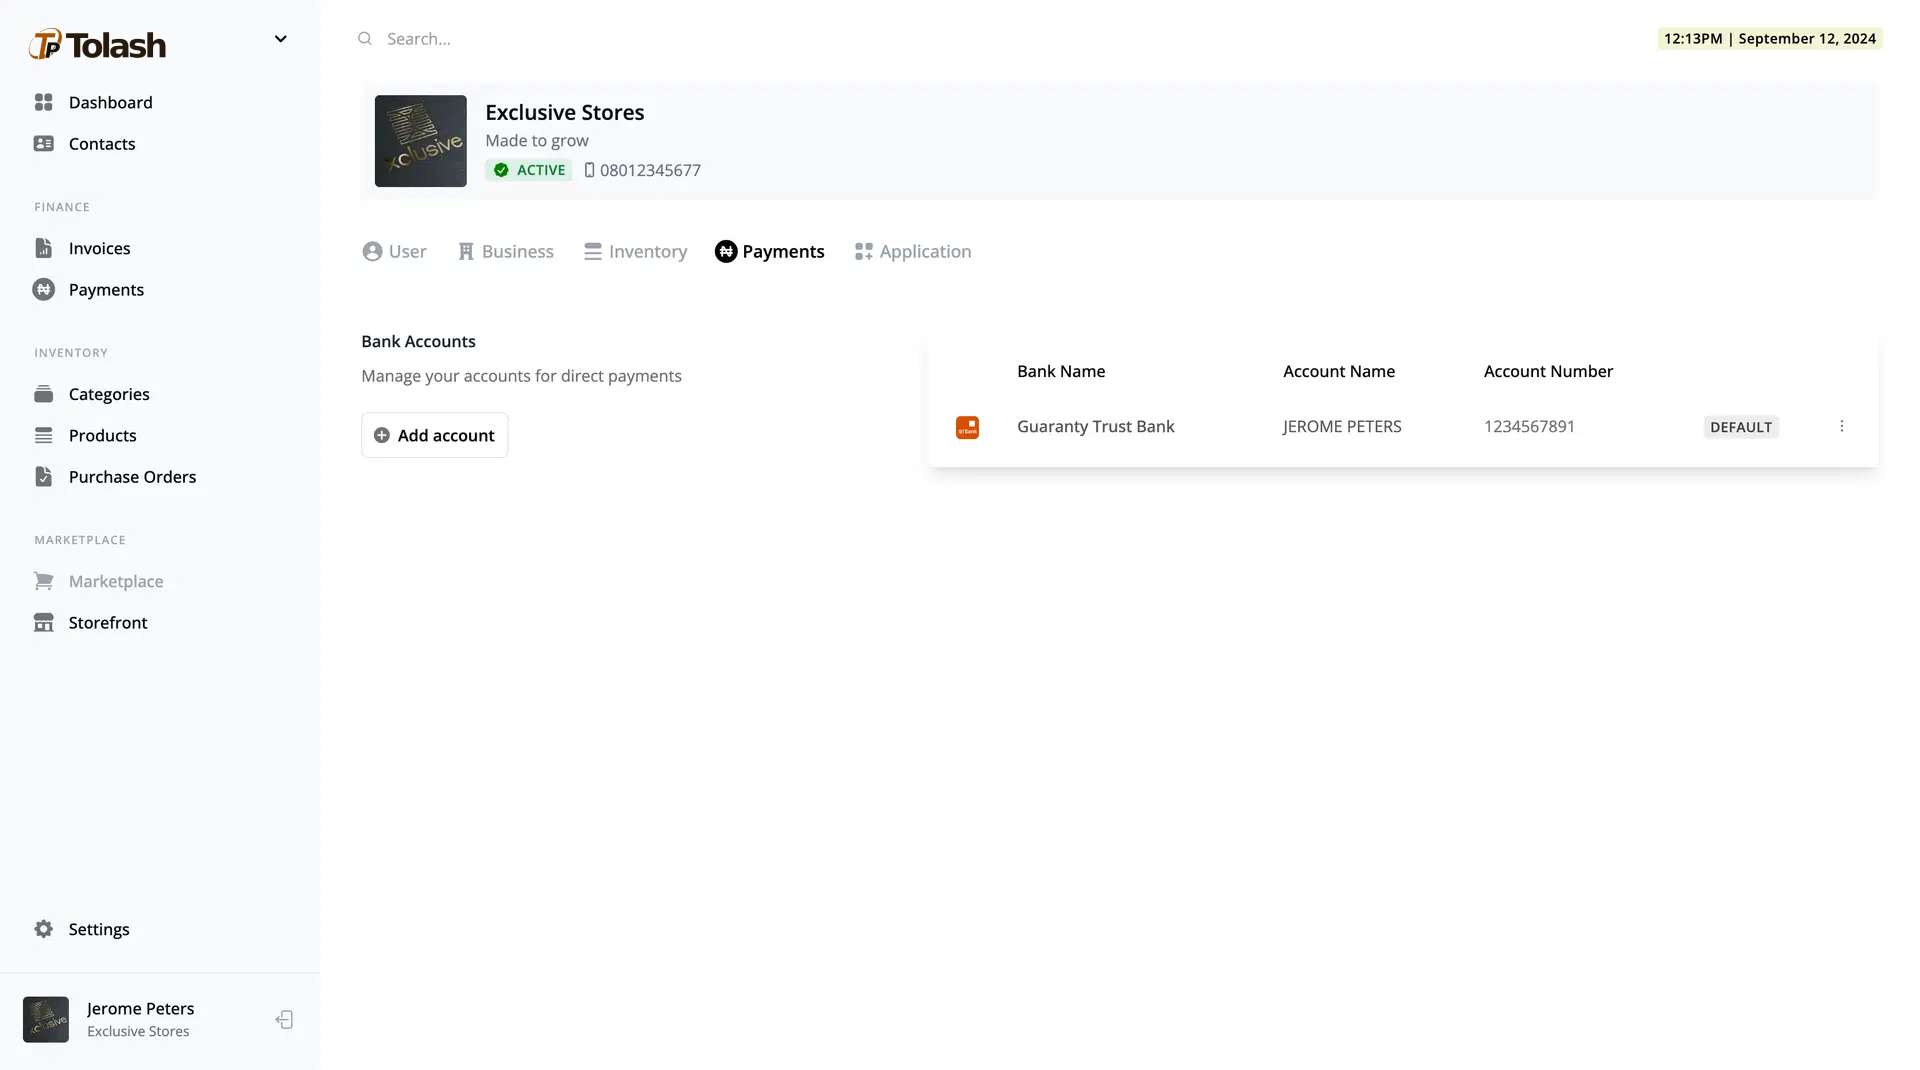 Tolash
Search...
12:13PM | September 12, 2024
Dashboard
Contacts
FINANCE
Invoices
Payments
INVENTORY
Categories
Products
Purchase Orders
MARKETPLACE
Marketplace
Storefront
Settings
Jerome Peters
Exclusive Stores
xclusive
Exclusive Stores
Made to grow
ACTIVE 08012345677
User Business Inventory Payments Application
Bank Accounts
Manage your accounts for direct payments
Add account
Bank Name Account Name Account Number
GTBank Guaranty Trust Bank JEROME PETERS 1234567891 DEFAULT